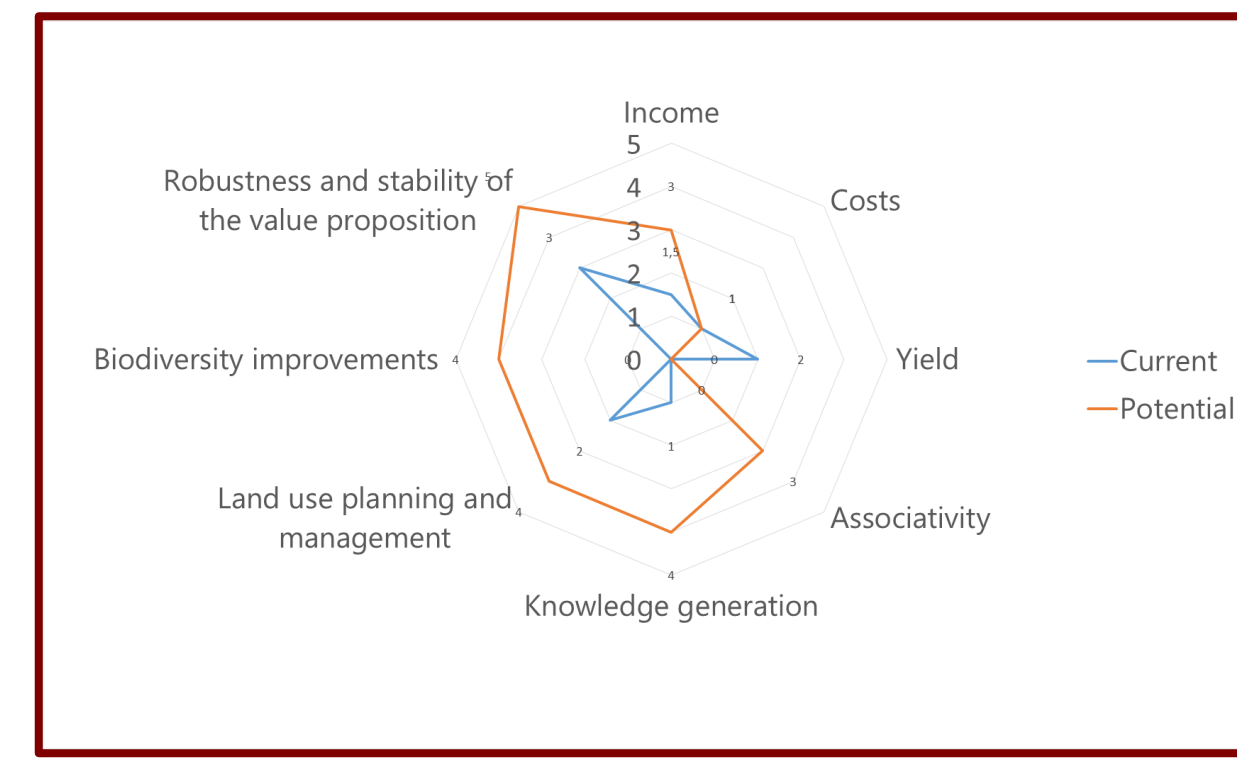 Income
5
Robustness and stability of
5
the value proposition
4
3
Costs
3
3
1,5
2
1
1
Biodiversity improvements
4
0
0
0
2
Yield
Current
0
Potential
1
2
3
Land use planning and
management
4
Associativity
4
Knowledge generation